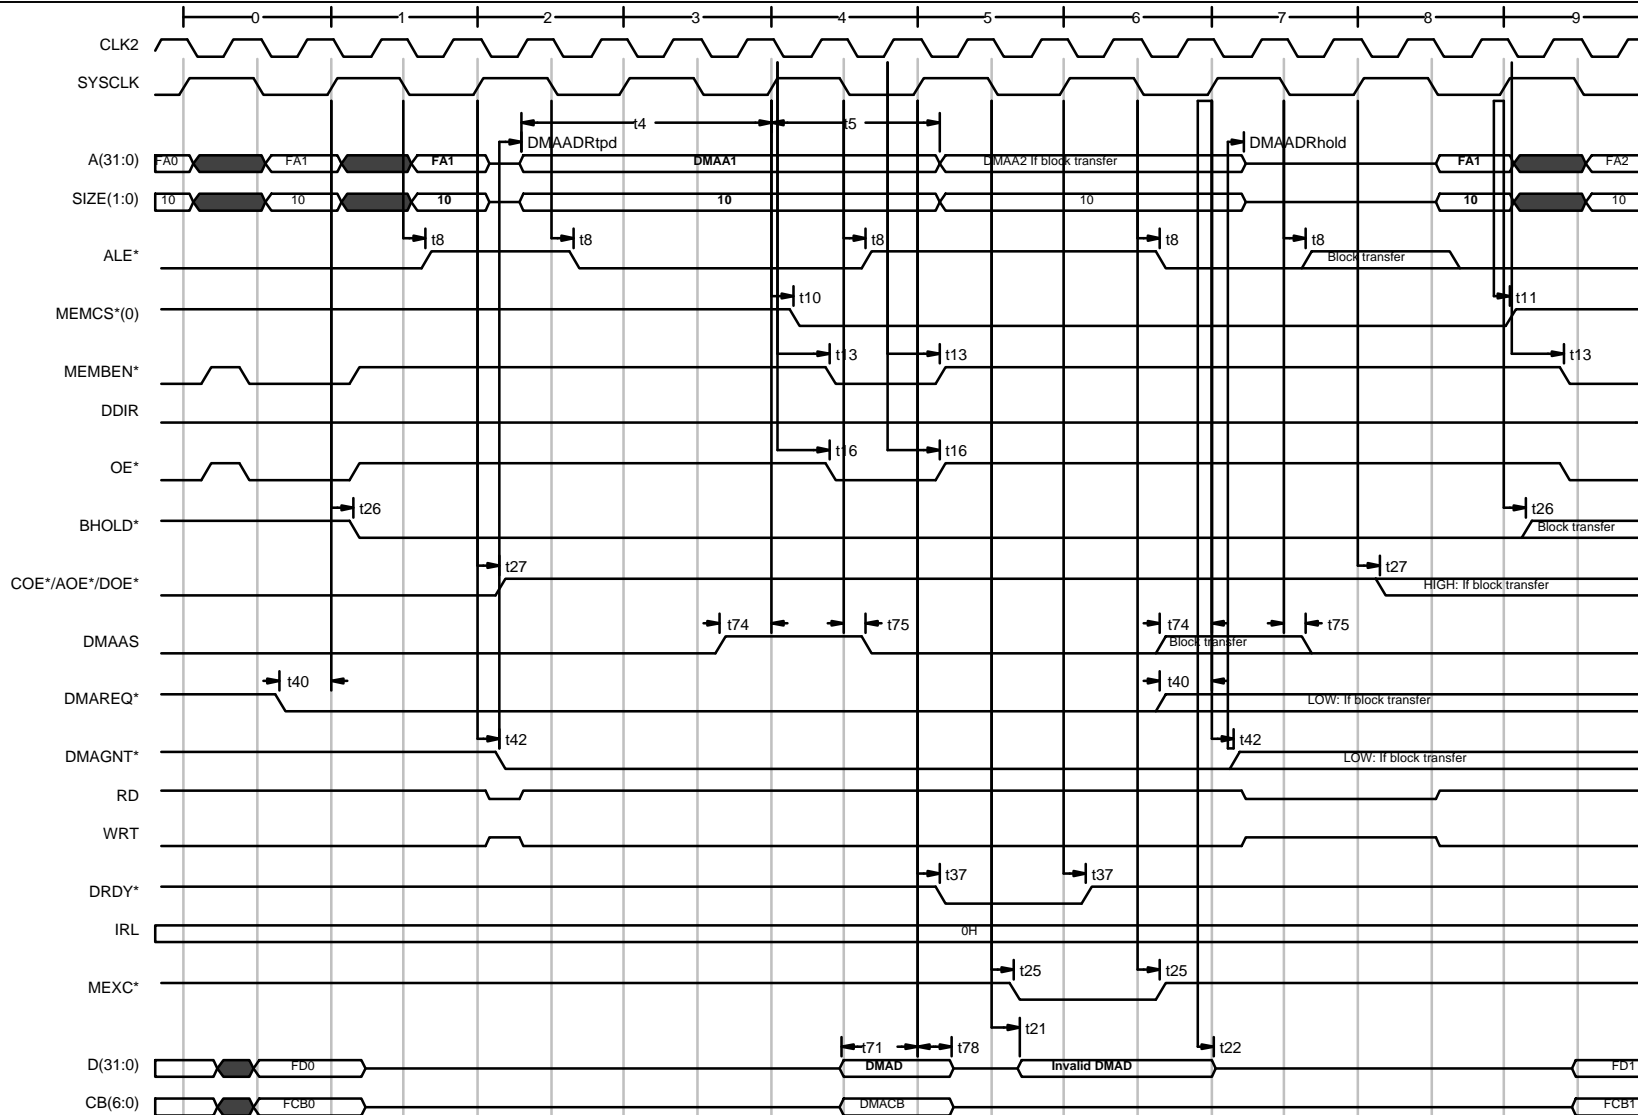 0 1 2 3 4 5 6 7 8 9
CLK2
SYSCLK
t4 t5
DMAADRtpd DMAADRhold
A(31:0) FA0 FA1 FA1 DMAA1 DMAA2 If block transfer FA1 FA2
SIZE(1:0) 10 10 10 10 10 10 10
t8 t8 t8 t8 t8
ALE* Block transfer
t10 t11
MEMCS*(0)
t13 t13 t13
MEMBEN*
DDIR
t16 t16
OE*
t26 t26
BHOLD* Block transfer
t27 t27
COE*/AOE*/DOE* HIGH: If block transfer
t74 t75 t74 t75
DMAAS Block transfer
t40 t40
DMAREQ* LOW: If block transfer
t42 t42
DMAGNT* LOW: If block transfer
RD
WRT
t37 t37
DRDY*
IRL 0H
t25 t25
MEXC*
t21
t71 t78 t22
D(31:0) FD0 DMAD Invalid DMAD FD1
CB(6:0) FCB0 DMACB FCB1